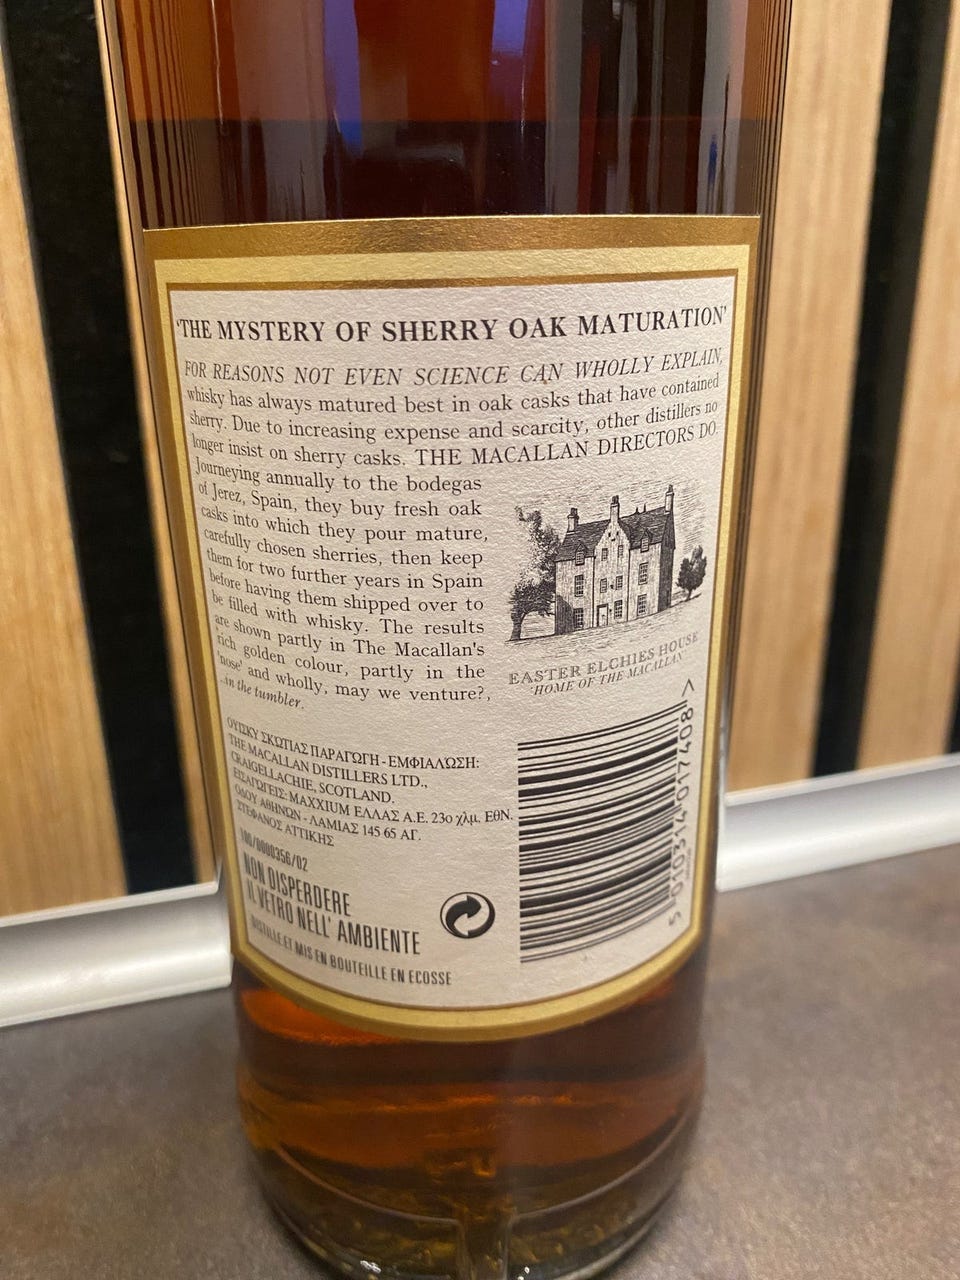 'THE MYSTERY OF SHERRY OAK MATURATION'
FOR REASONS NOT EVEN SCIENCE CAN WHOLLY EXPLAIN,
whisky has always matured best in oak casks that have contained
sherry. Due to increasing expense and scarcity, other distillers no
longer insist on sherry casks. THE MACALLAN DIRECTORS DO.
Journeying annually to the bodegas
of Jerez, Spain, they buy fresh oak
casks into which they pour mature,
carefully chosen sherries, then keep
them for two further years in Spain
before having them shipped over to
be filled with whisky. The results
are shown partly in The Macallan's
rich golden colour, partly in the
'nose' and wholly, may we venture?,
...in the tumbler.
EASTER ELCHIES HOUSE
'HOME OF THE MACALLAN'
ΟΥΙΣΚΥ ΣΚΩΤΙΑΣ ΠΑΡΑΓΩΓΗ - ΕΜΦΙΑΛΩΣΗ:
THE MACALLAN DISTILLERS LTD.,
CRAIGELLACHIE, SCOTLAND.
ΕΙΣΑΓΩΓΕΙΣ: MAXXIUM ΕΛΛΑΣ Α.Ε. 23ο χλμ. ΕΘΝ.
ΟΔΟΥ ΑΘΗΝΩΝ - ΛΑΜΙΑΣ 145 65 ΑΓ.
ΣΤΕΦΑΝΟΣ ΑΤΤΙΚΗΣ
100/0000356/02
NON DISPERDERE
IL VETRO NELL' AMBIENTE
DISTILLE ET MIS EN BOUTEILLE EN ECOSSE
5 010314 017408 >